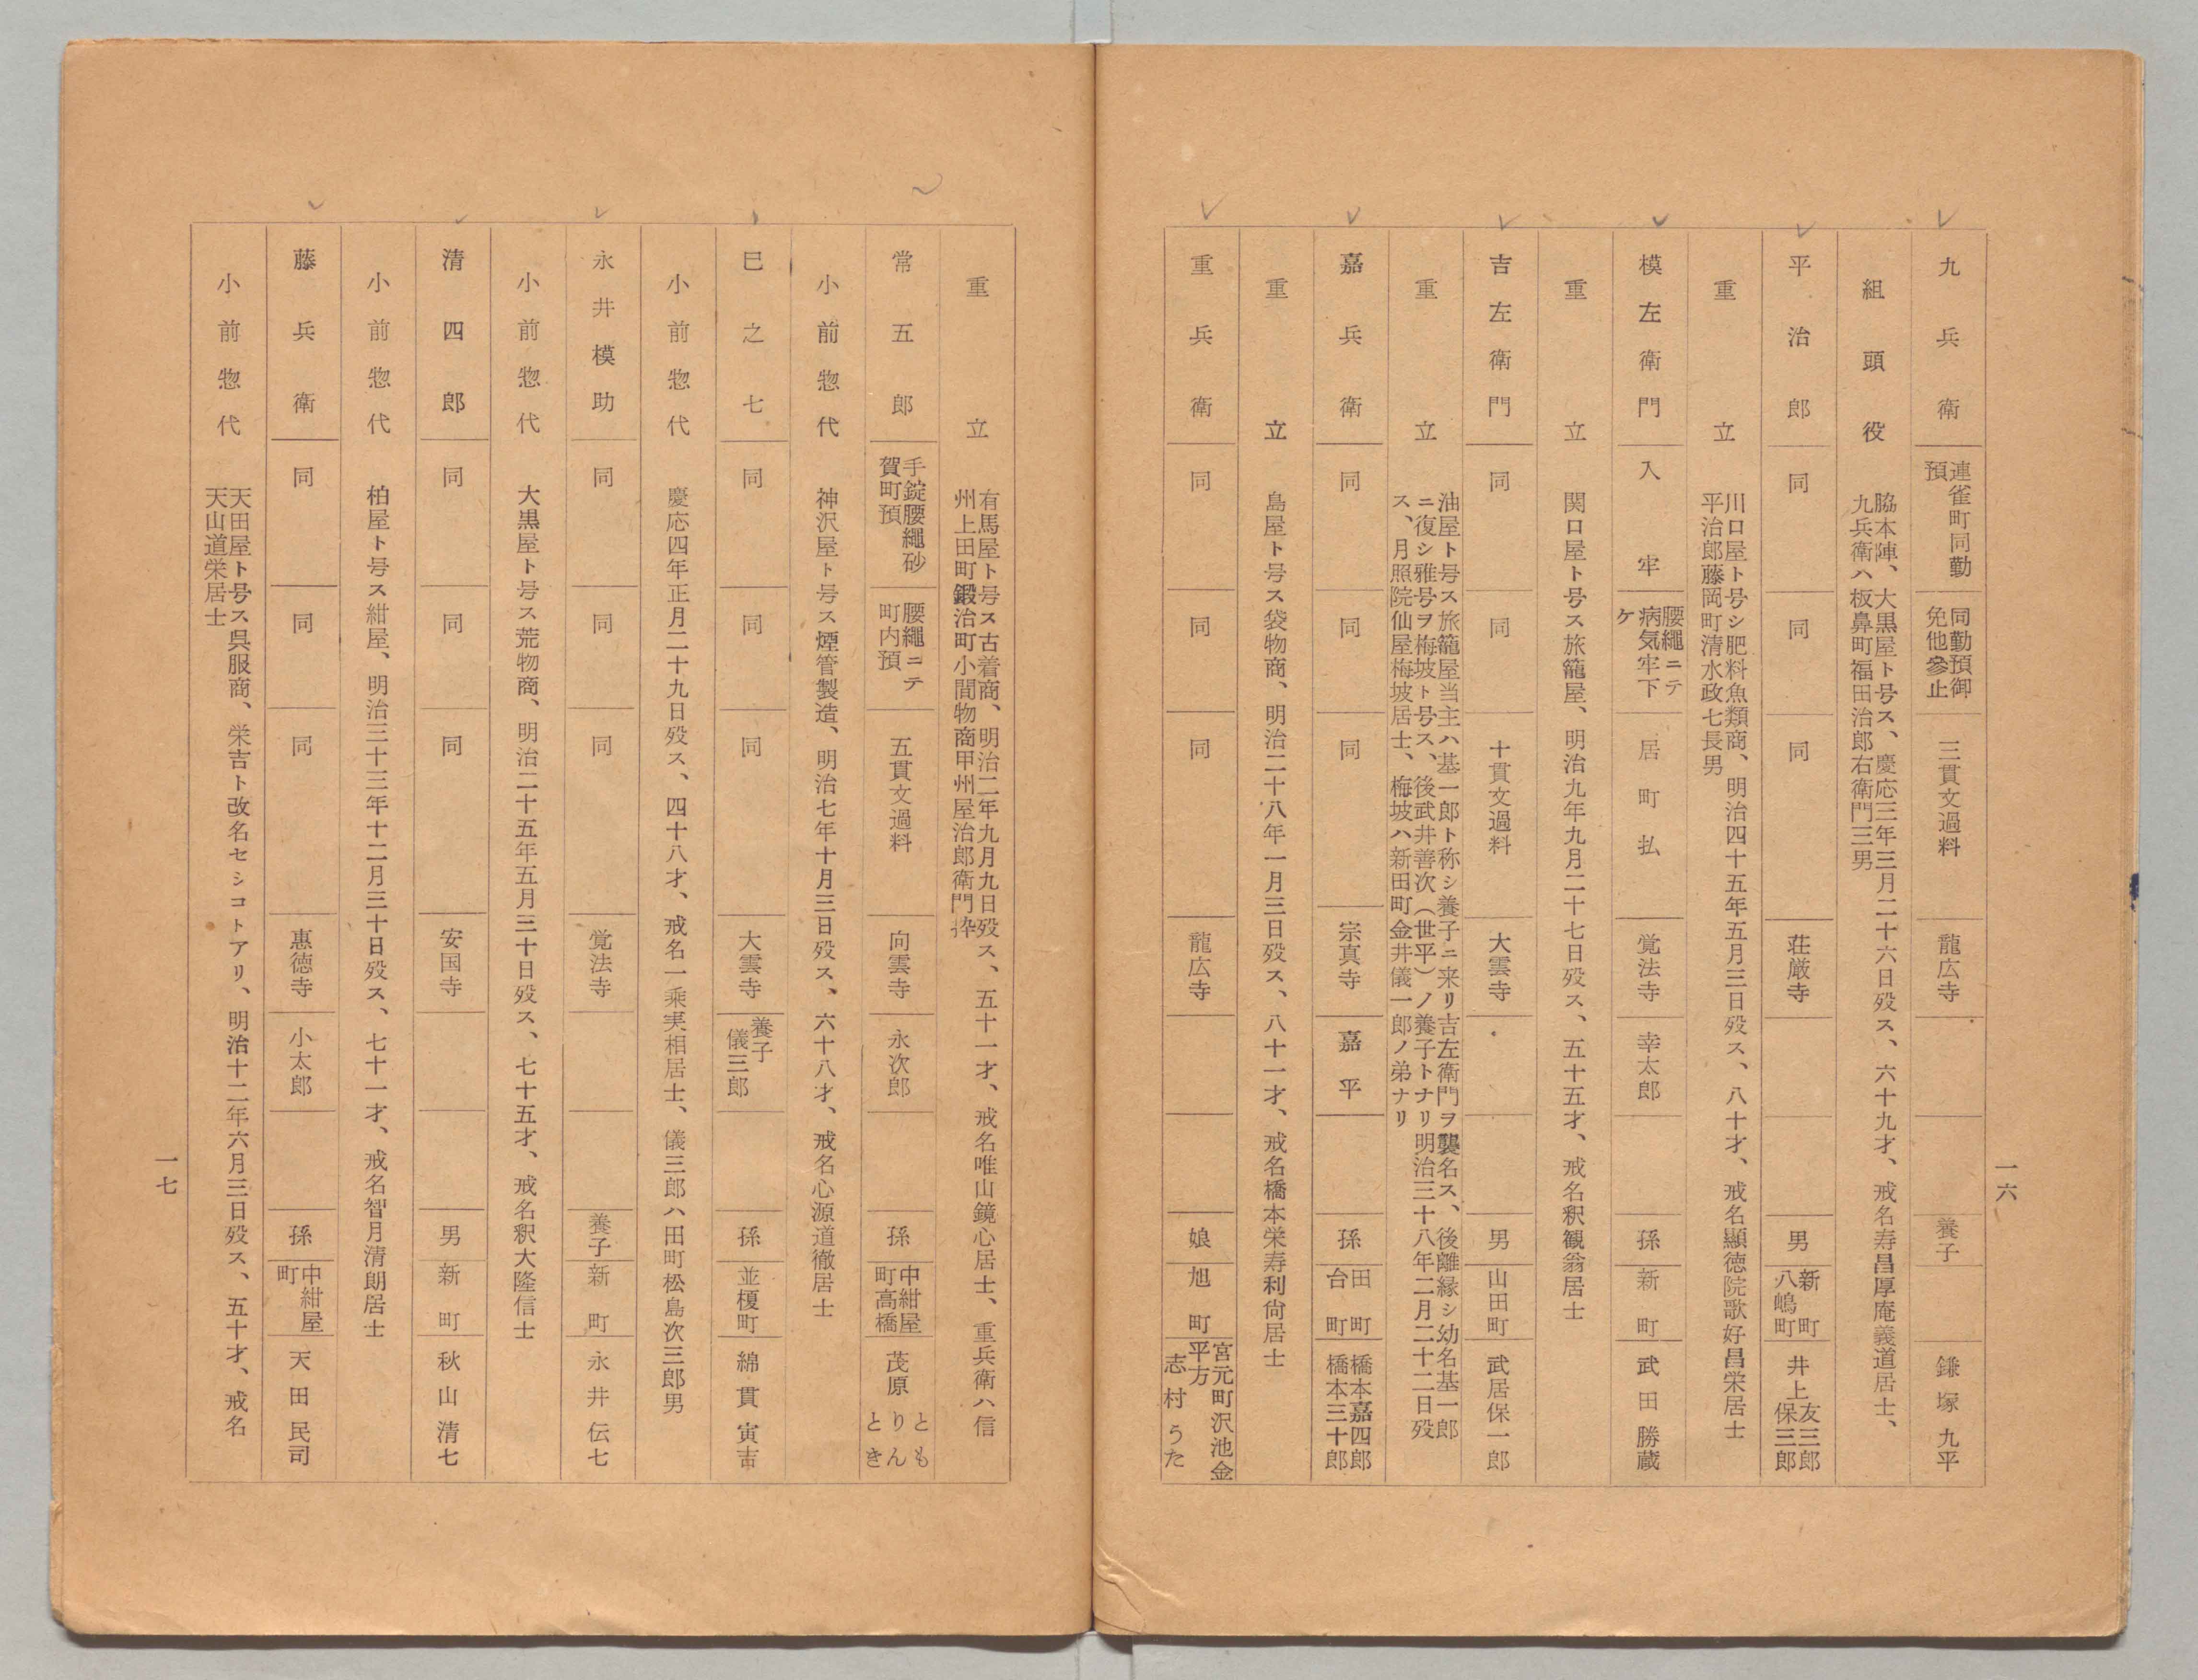 一六
九兵衛
連雀町同勤
預
同勤預御
免他參止
三貫文過料
龍広寺
養子
鎌塚九平
組頭役
脇本陣、大黒屋ト号ス、慶応三年三月二十六日歿ス、六十九才、戒名寿昌厚庵義道居士、
九兵衛ハ板鼻町福田治郎右衛門三男
平治郎
同
同
同
荘厳寺
男
新町
八嶋町
井上友三郎
保三郎
重立
川口屋ト号シ肥料魚類商、明治四十五年五月三日歿ス、八十才、戒名顯徳院歌好昌栄居士
平治郎藤岡町清水政七長男
模左衛門
入牢
腰繩ニテ
病気牢下
ケ
居町払
覚法寺
幸太郎
孫
新町
武田勝蔵
重立
関口屋ト号ス旅籠屋、明治九年九月二十七日歿ス、五十五才、戒名釈観翁居士
吉左衛門
同
同
十貫文過料
大雲寺
男
山田町
武居保一郎
重立
油屋ト号ス旅籠屋当主ハ基一郎ト称シ養子ニ来リ吉左衛門ヲ襲名ス、後離縁シ幼名基一郎
ニ復シ雅号ヲ梅坡ト号ス、後武井善次（世平）ノ養子トナリ明治三十八年二月二十二日歿
ス、月照院仙屋梅坡居士、梅坡ハ新田町金井儀一郎ノ弟ナリ
嘉兵衛
同
同
同
宗真寺
嘉平
孫
田町
台町
橋本嘉四郎
橋本三十郎
重立
島屋ト号ス袋物商、明治二十八年一月三日歿ス、八十一才、戒名橋本栄寿利尚居士
重兵衛
同
同
同
龍広寺
娘
旭町
宮元町沢池金
平方
志村うた
重立
有馬屋ト号ス古着商、明治二年九月九日歿ス、五十一才、戒名唯山鏡心居士、重兵衛ハ信
州上田町鍛治町小間物商甲州屋治郎衛門捽
常五郎
手錠腰繩砂
賀町預
腰繩ニテ
町内預
五貫文過料
向雲寺
永次郎
孫
中紺屋
町高橋
茂原
とも
りん
とき
小前惣代
神沢屋ト号ス煙管製造、明治七年十月三日歿ス、六十八才、戒名心源道徹居士
巳之七
同
同
同
大雲寺
養子
儀三郎
孫
並榎町
綿貫寅吉
小前惣代
慶応四年正月二十九日歿ス、四十八才、戒名一乘実相居士、儀三郎ハ田町松島次三郎男
永井模助
同
同
同
覚法寺
養子
新町
永井伝七
小前惣代
大黒屋ト号ス荒物商、明治二十五年五月三十日歿ス、七十五才、戒名釈大隆信士
清四郎
同
同
同
安国寺
男
新町
秋山清七
小前惣代
柏屋ト号ス紺屋、明治三十三年十二月三十日歿ス、七十一才、戒名智月清朗居士
藤兵衛
同
同
同
惠徳寺
小太郎
孫
中紺屋
町
天田民司
小前惣代
天田屋ト号ス呉服商、栄吉ト改名セシコトアリ、明治十二年六月三日歿ス、五十才、戒名
天山道栄居士
一七